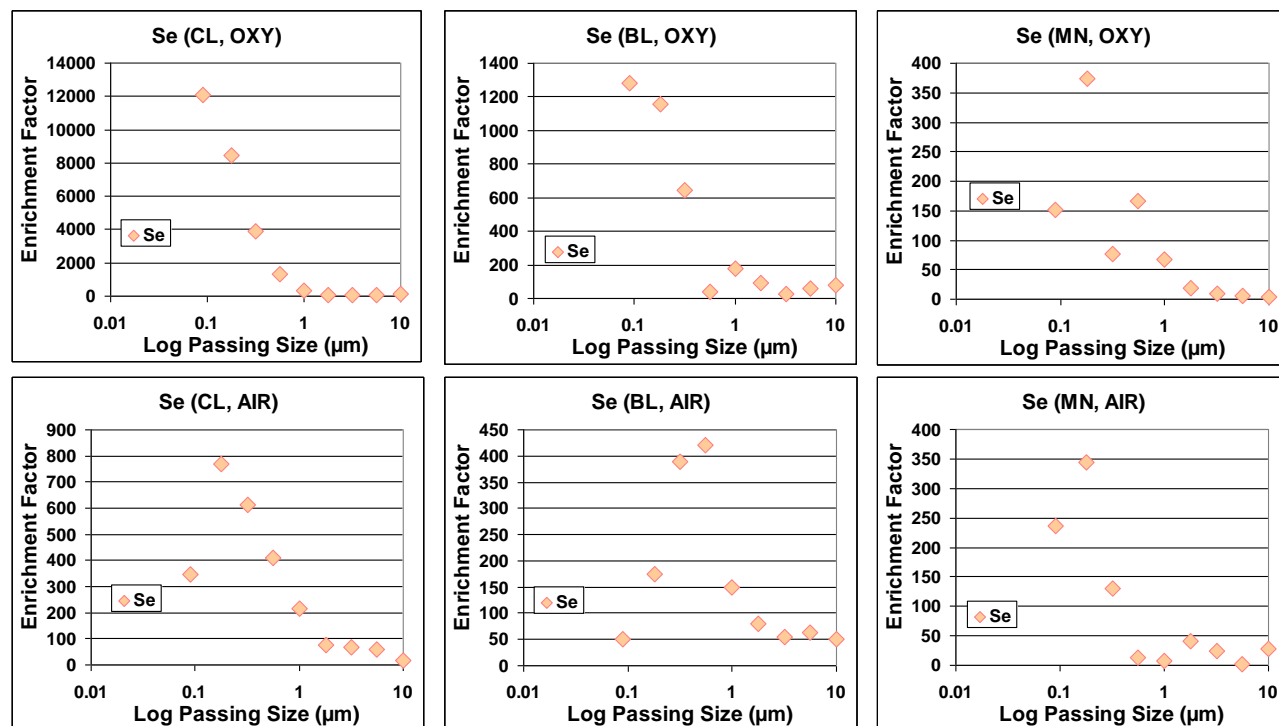 Se (CL, OXY)
Enrichment Factor
14000
12000
10000
8000
6000
4000
2000
0
Se
0.01 0.1 1 10
Log Passing Size (µm)
Se (BL, OXY)
Enrichment Factor
1400
1200
1000
800
600
400
200
0
Se
0.01 0.1 1 10
Log Passing Size (µm)
Se (MN, OXY)
Enrichment Factor
400
350
300
250
200
150
100
50
0
Se
0.01 0.1 1 10
Log Passing Size (µm)
Se (CL, AIR)
Enrichment Factor
900
800
700
600
500
400
300
200
100
0
Se
0.01 0.1 1 10
Log Passing Size (µm)
Se (BL, AIR)
Enrichment Factor
450
400
350
300
250
200
150
100
50
0
Se
0.01 0.1 1 10
Log Passing Size (µm)
Se (MN, AIR)
Enrichment Factor
400
350
300
250
200
150
100
50
0
Se
0.01 0.1 1 10
Log Passing Size (µm)